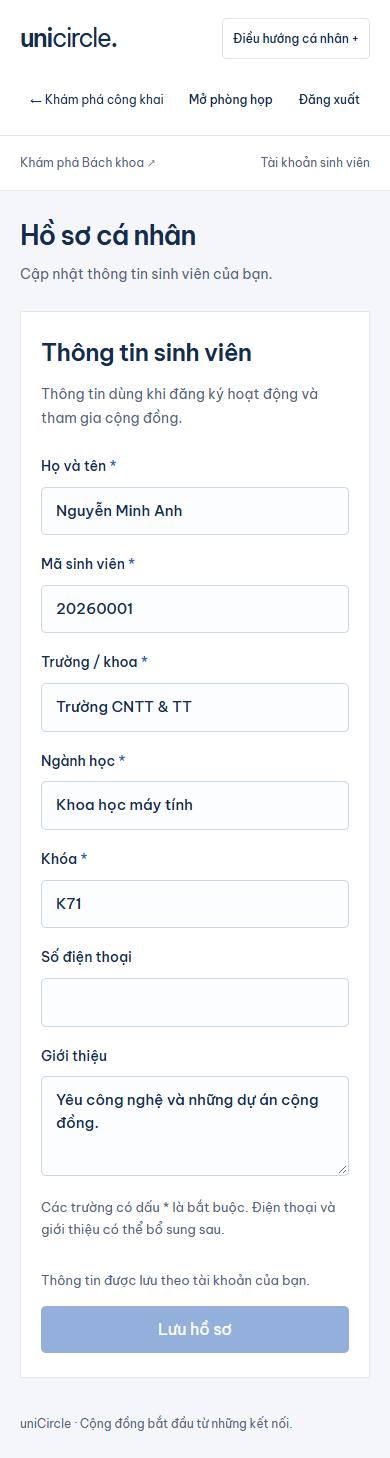 unicircle.
Điều hướng cá nhân +
← Khám phá công khai
Mở phòng họp
Đăng xuất
Khám phá Bách khoa ↗
Tài khoản sinh viên
Hồ sơ cá nhân
Cập nhật thông tin sinh viên của bạn.
Thông tin sinh viên
Thông tin dùng khi đăng ký hoạt động và
tham gia cộng đồng.
Họ và tên *
Nguyễn Minh Anh
Mã sinh viên *
20260001
Trường / khoa *
Trường CNTT & TT
Ngành học *
Khoa học máy tính
Khóa *
K71
Số điện thoại
Giới thiệu
Yêu công nghệ và những dự án cộng
đồng.
Các trường có dấu * là bắt buộc. Điện thoại và
giới thiệu có thể bổ sung sau.
Thông tin được lưu theo tài khoản của bạn.
Lưu hồ sơ
uniCircle · Cộng đồng bắt đầu từ những kết nối.